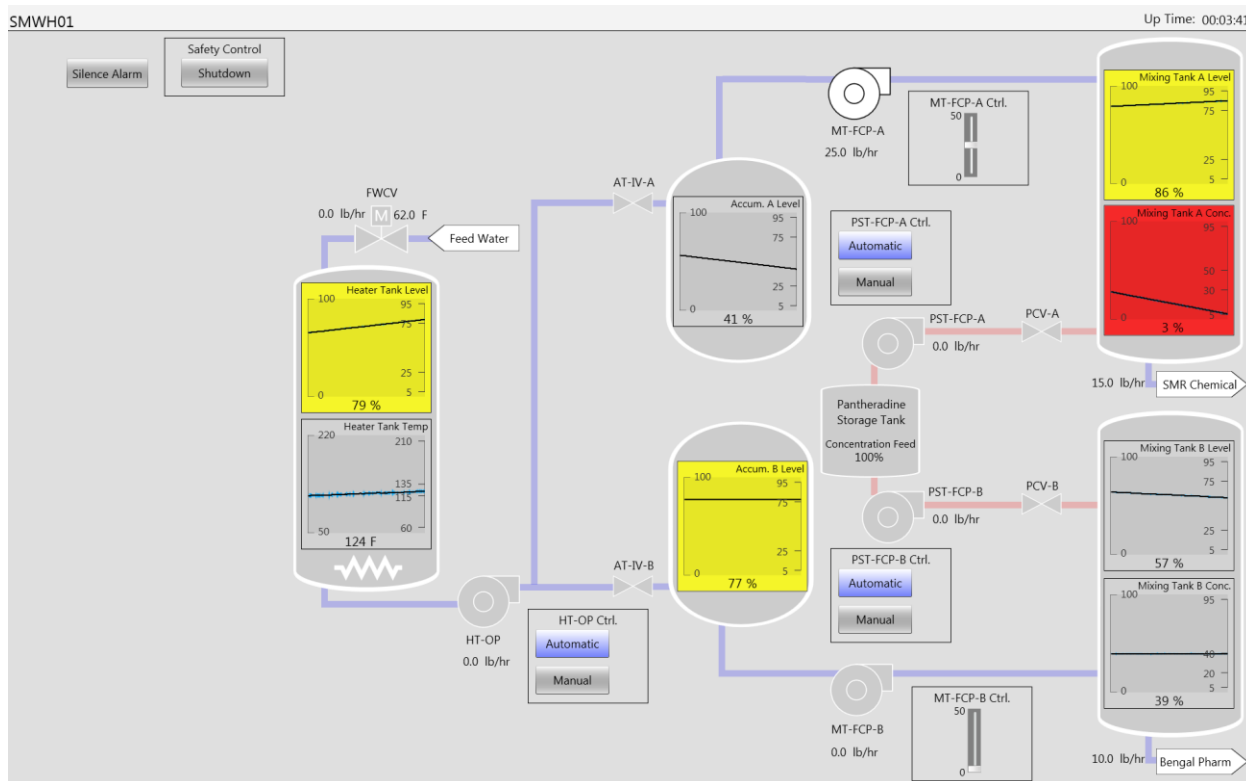 SMWH01
Up Time: 00:03:41
Silence Alarm
Safety Control
Shutdown
FWCV
0.0 lb/hr
M
62.0 F
Feed Water
Heater Tank Level
100
95
75
25
5
0
79 %
Heater Tank Temp
220
210
135
115
60
50
124 F
HT-OP
0.0 lb/hr
HT-OP Ctrl.
Automatic
Manual
AT-IV-A
Accum. A Level
100
95
75
25
5
0
41 %
AT-IV-B
Accum. B Level
100
95
75
25
5
0
77 %
MT-FCP-A
25.0 lb/hr
MT-FCP-A Ctrl.
50
0
PST-FCP-A Ctrl.
Automatic
Manual
PST-FCP-A
0.0 lb/hr
PCV-A
Pantheradine
Storage Tank
Concentration Feed
100%
PST-FCP-B
0.0 lb/hr
PCV-B
PST-FCP-B Ctrl.
Automatic
Manual
MT-FCP-B
0.0 lb/hr
MT-FCP-B Ctrl.
50
0
Mixing Tank A Level
100
95
75
25
5
0
86 %
Mixing Tank A Conc.
100
95
50
30
5
0
3 %
15.0 lb/hr
SMR Chemical
Mixing Tank B Level
100
95
75
25
5
0
57 %
Mixing Tank B Conc.
100
95
40
20
5
0
39 %
10.0 lb/hr
Bengal Pharm